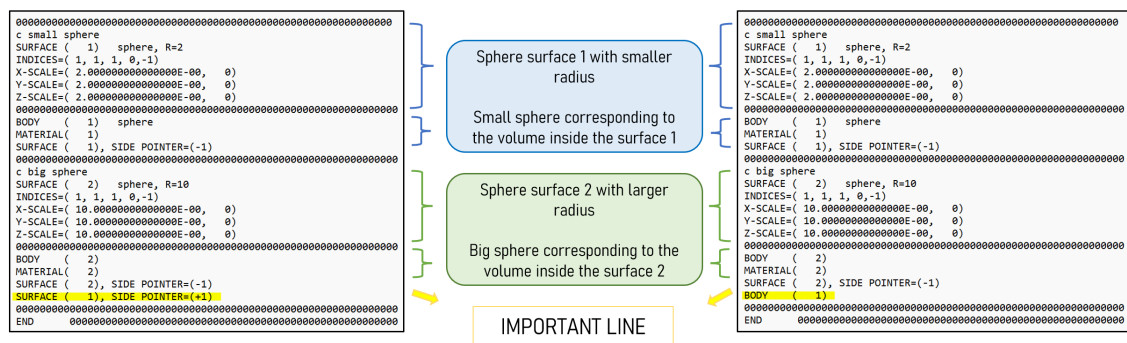 0000000000000000000000000000000000000000000000000000000000000000
c small sphere
SURFACE (   1)   sphere, R=2
INDICES=( 1, 1, 1, 0,-1)
X-SCALE=( 2.000000000000000E-00,   0)
Y-SCALE=( 2.000000000000000E-00,   0)
Z-SCALE=( 2.000000000000000E-00,   0)
0000000000000000000000000000000000000000000000000000000000000000
BODY    (   1)   sphere
MATERIAL(   1)
SURFACE (   1), SIDE POINTER=(-1)
0000000000000000000000000000000000000000000000000000000000000000
c big sphere
SURFACE (   2)   sphere, R=10
INDICES=( 1, 1, 1, 0,-1)
X-SCALE=( 10.00000000000000E-00,   0)
Y-SCALE=( 10.00000000000000E-00,   0)
Z-SCALE=( 10.00000000000000E-00,   0)
0000000000000000000000000000000000000000000000000000000000000000
BODY    (   2)
MATERIAL(   2)
SURFACE (   2), SIDE POINTER=(-1)
SURFACE (   1), SIDE POINTER=(+1)
0000000000000000000000000000000000000000000000000000000000000000
END     00000000000000000000000000000000000000000000000000000000
Sphere surface 1 with smaller
radius
Small sphere corresponding to
the volume inside the surface 1
Sphere surface 2 with larger
radius
Big sphere corresponding to the
volume inside the surface 2
IMPORTANT LINE
0000000000000000000000000000000000000000000000000000000000000000
c small sphere
SURFACE (   1)   sphere, R=2
INDICES=( 1, 1, 1, 0,-1)
X-SCALE=( 2.000000000000000E-00,   0)
Y-SCALE=( 2.000000000000000E-00,   0)
Z-SCALE=( 2.000000000000000E-00,   0)
0000000000000000000000000000000000000000000000000000000000000000
BODY    (   1)   sphere
MATERIAL(   1)
SURFACE (   1), SIDE POINTER=(-1)
0000000000000000000000000000000000000000000000000000000000000000
c big sphere
SURFACE (   2)   sphere, R=10
INDICES=( 1, 1, 1, 0,-1)
X-SCALE=( 10.00000000000000E-00,   0)
Y-SCALE=( 10.00000000000000E-00,   0)
Z-SCALE=( 10.00000000000000E-00,   0)
0000000000000000000000000000000000000000000000000000000000000000
BODY    (   2)
MATERIAL(   2)
SURFACE (   2), SIDE POINTER=(-1)
BODY    (   1)
0000000000000000000000000000000000000000000000000000000000000000
END     00000000000000000000000000000000000000000000000000000000